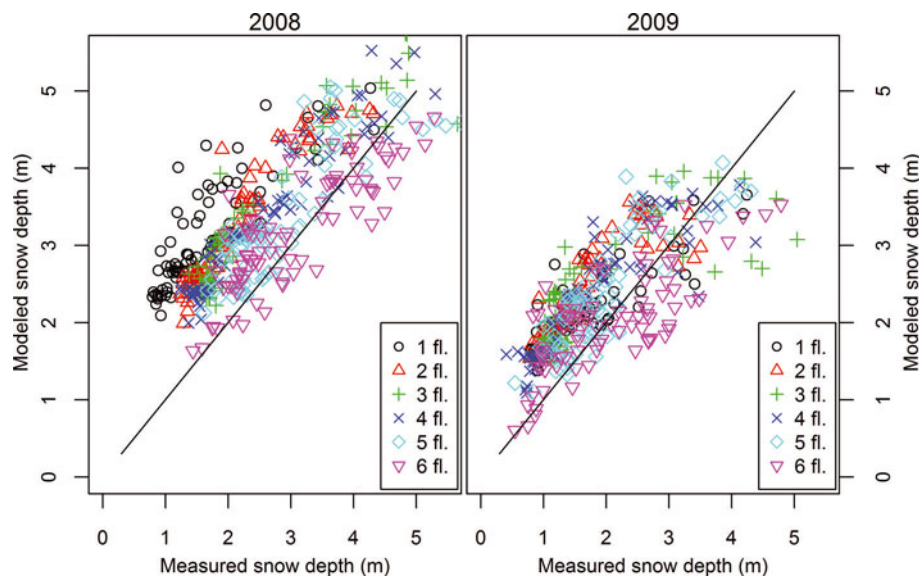 2008
2009
Modeled snow depth (m)
5
4
3
2
1
0
1 fl.
2 fl.
3 fl.
4 fl.
5 fl.
6 fl.
0 1 2 3 4 5
Measured snow depth (m)
1 fl.
2 fl.
3 fl.
4 fl.
5 fl.
6 fl.
0 1 2 3 4 5
Measured snow depth (m)
5
4
3
2
1
0
Modeled snow depth (m)